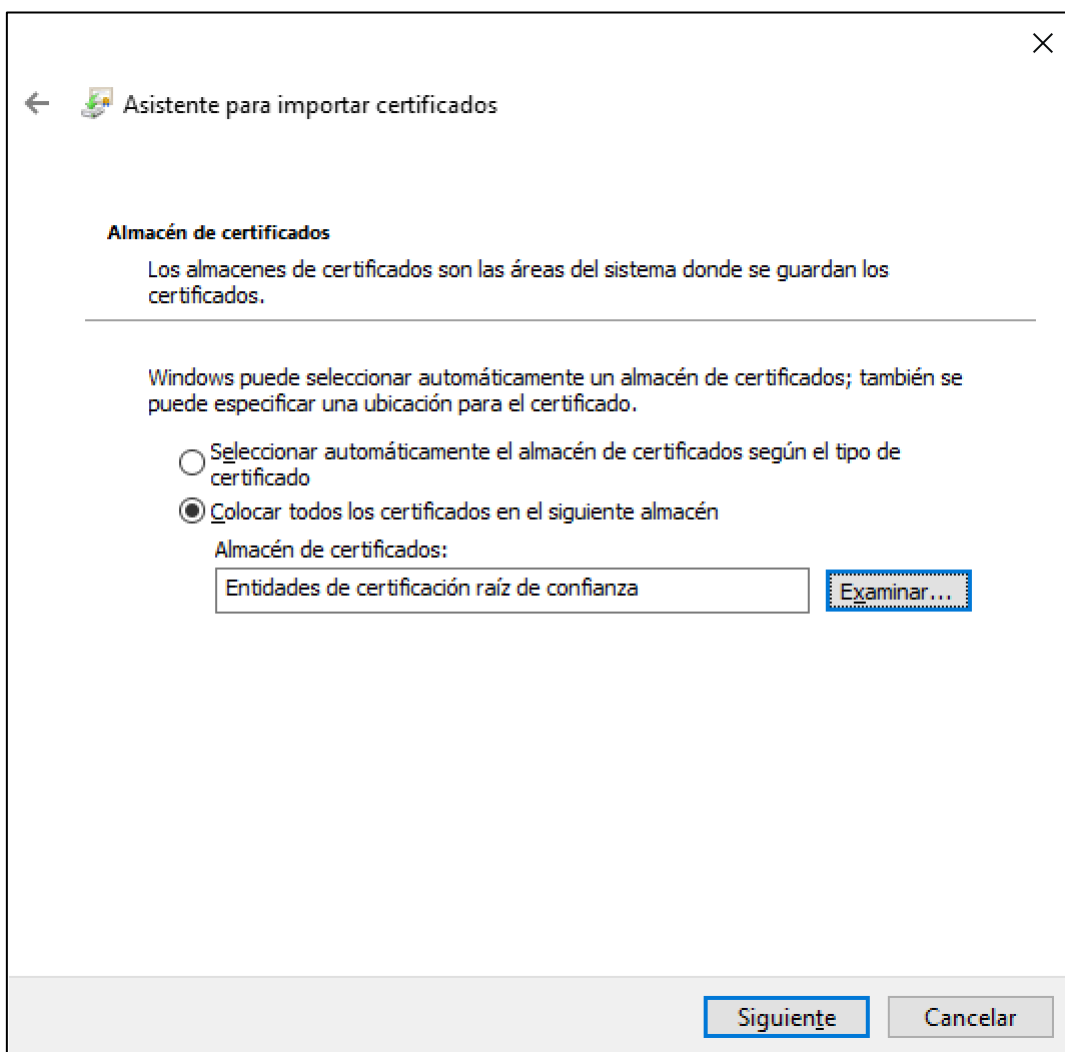 Asistente para importar certificados
Almacén de certificados
Los almacenes de certificados son las áreas del sistema donde se guardan los
certificados.
Windows puede seleccionar automáticamente un almacén de certificados; también se
puede especificar una ubicación para el certificado.
Seleccionar automáticamente el almacén de certificados según el tipo de
certificado
Colocar todos los certificados en el siguiente almacén
Almacén de certificados:
Entidades de certificación raíz de confianza
Examinar...
Siguiente
Cancelar